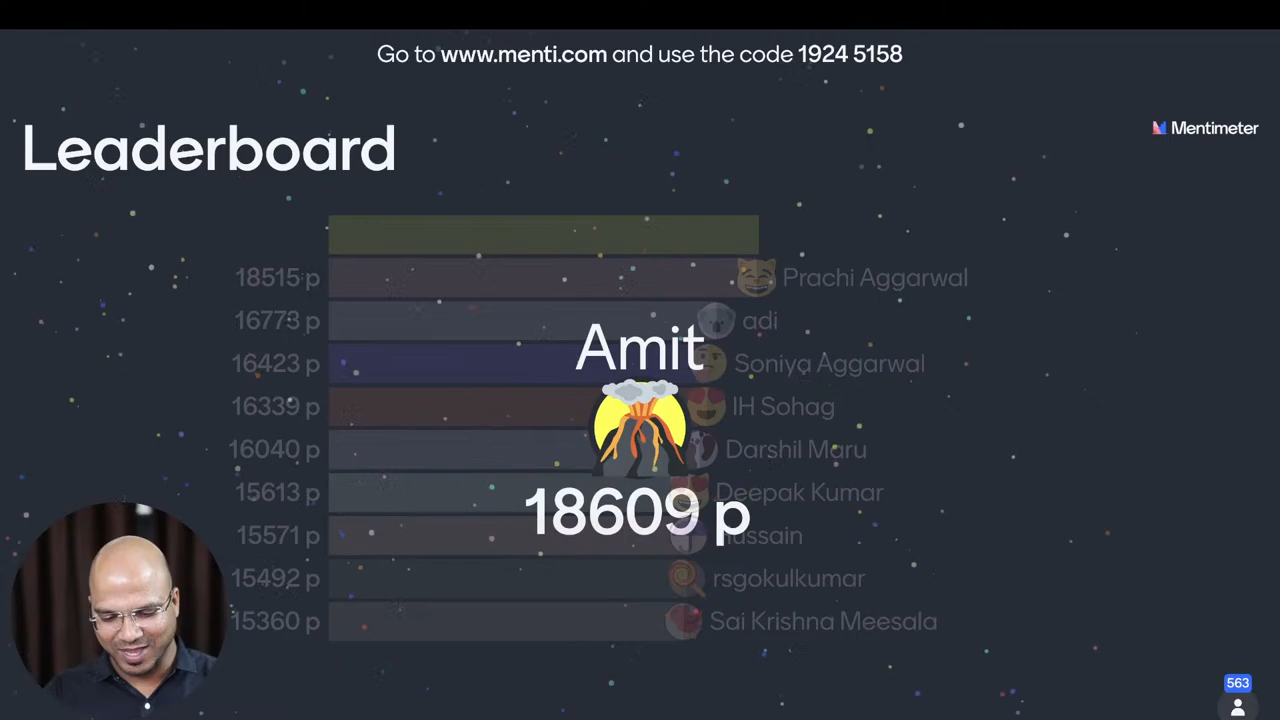 Go to www.menti.com and use the code 1924 5158
Leaderboard
Mentimeter
18515 p Prachi Aggarwal
16773 p adi
Amit
16423 p Soniya Aggarwal
16339 p IH Sohag
16040 p Darshil Maru
15613 p Deepak Kumar
18609 p
15571 p
15492 p rsgokulkumar
15360 p Sai Krishna Meesala
563